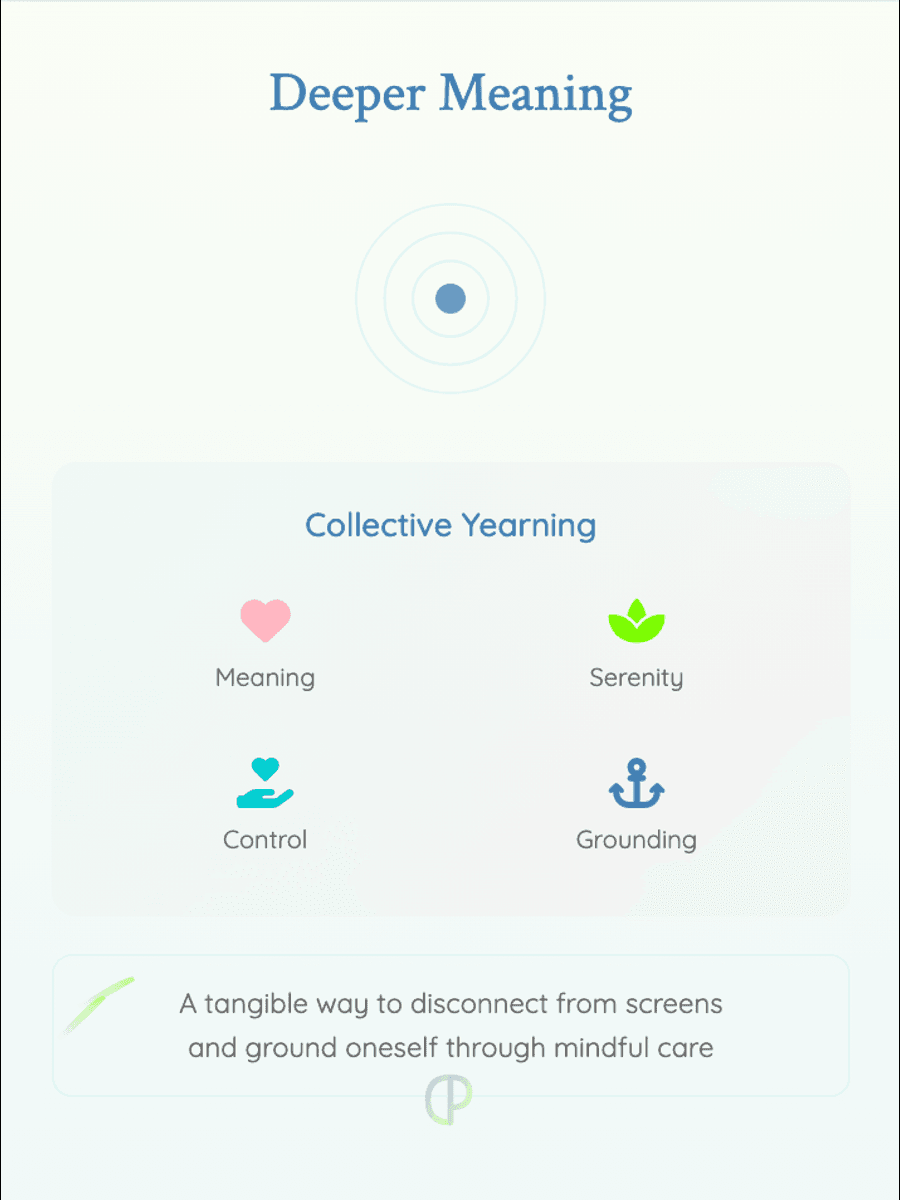 Deeper Meaning
Collective Yearning
Meaning
Serenity
Control
Grounding
A tangible way to disconnect from screens
and ground oneself through mindful care